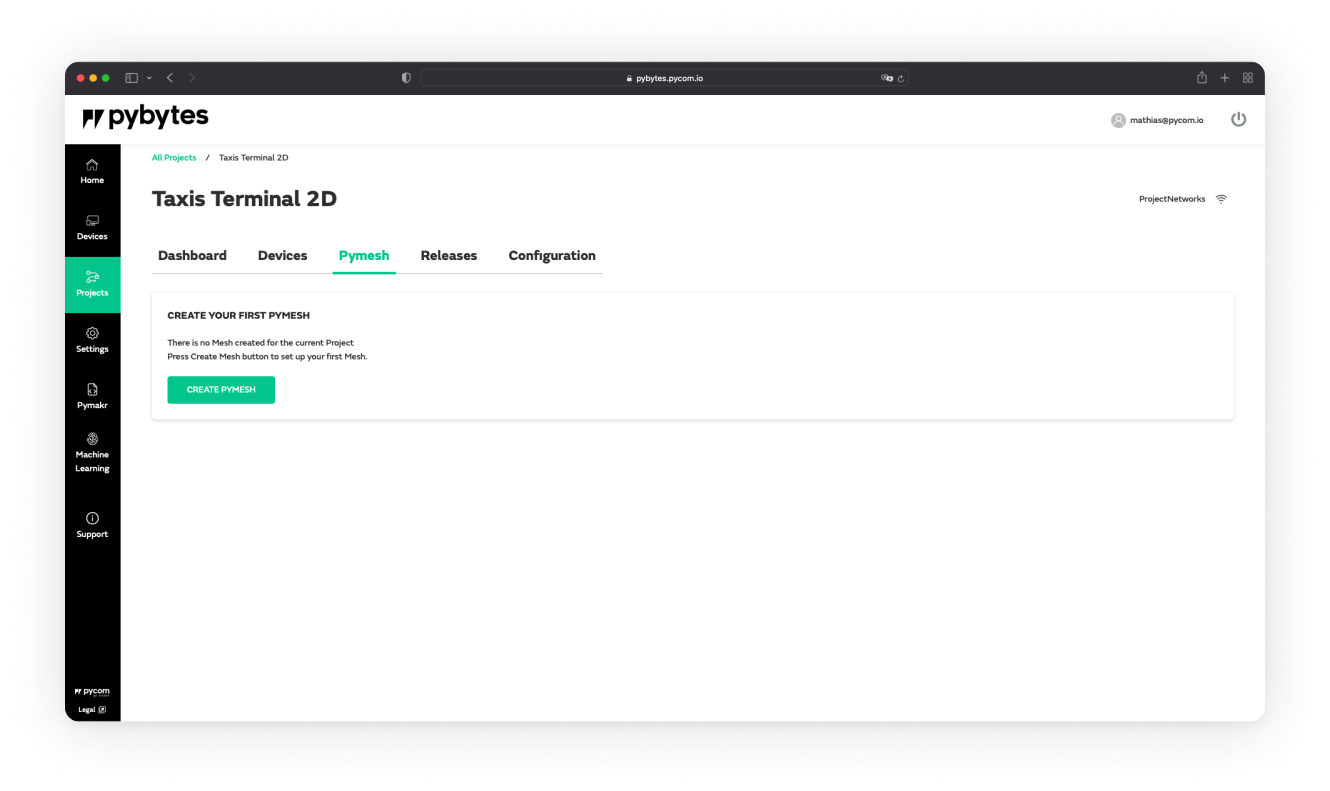 pybytes.pycom.io
pybytes
mathias@pycom.io
All Projects / Taxis Terminal 2D
Taxis Terminal 2D
ProjectNetworks
Dashboard Devices Pymesh Releases Configuration
CREATE YOUR FIRST PYMESH
There is no Mesh created for the current Project
Press Create Mesh button to set up your first Mesh.
CREATE PYMESH
Home
Devices
Projects
Settings
Pymakr
Machine
Learning
Support
pycom
Legal